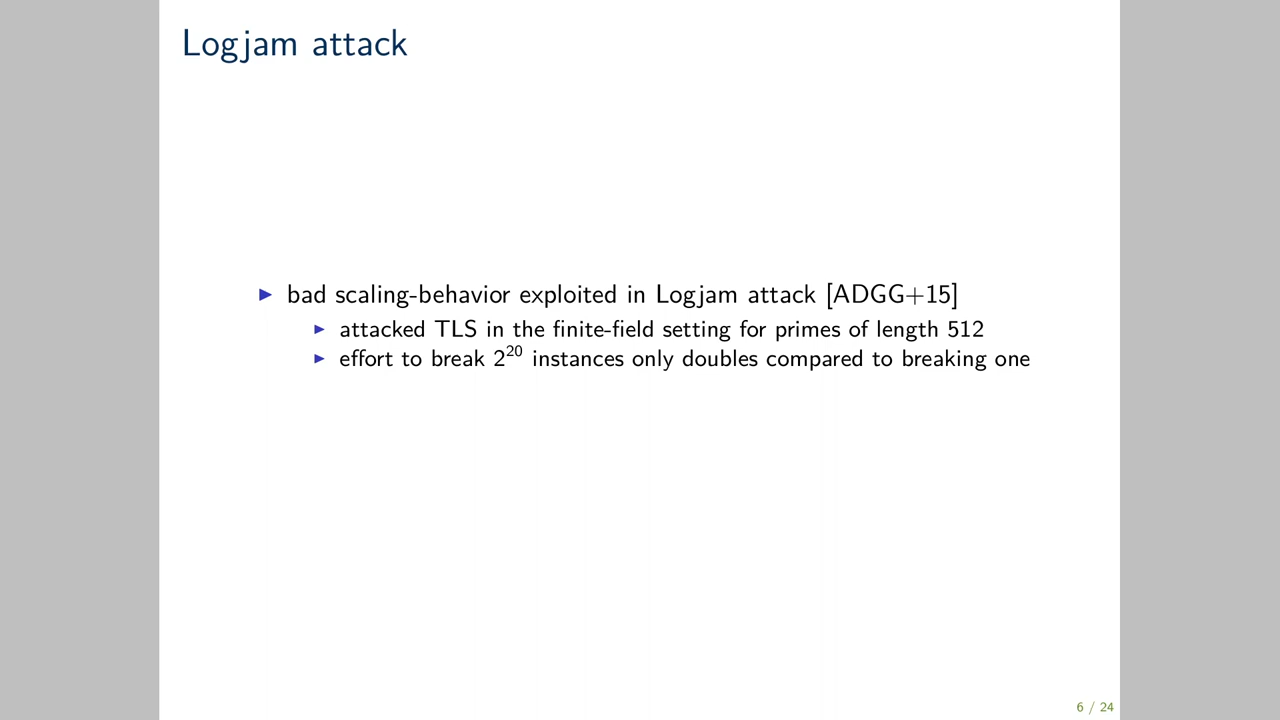 Logjam attack
▶ bad scaling-behavior exploited in Logjam attack [ADGG+15]
▶ attacked TLS in the finite-field setting for primes of length 512
▶ effort to break 2^20 instances only doubles compared to breaking one
6 / 24